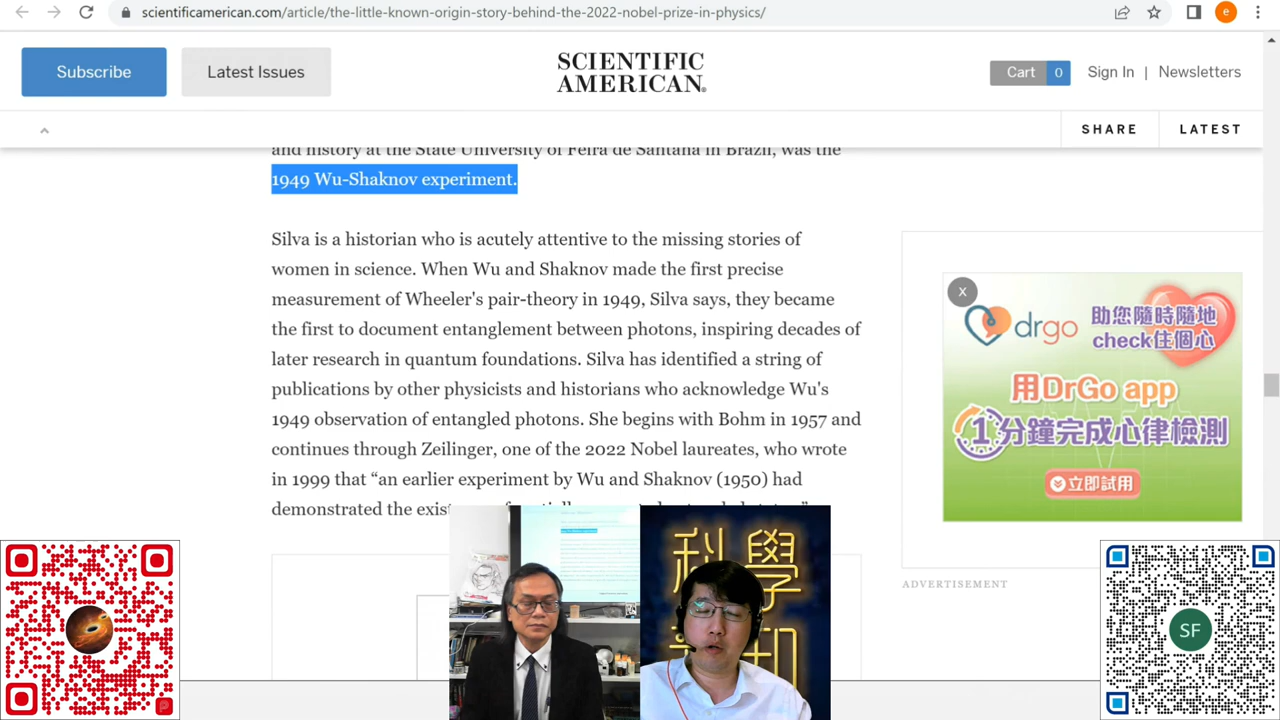 scientificamerican.com/article/the-little-known-origin-story-behind-the-2022-nobel-prize-in-physics/
e
Subscribe
Latest Issues
SCIENTIFIC
AMERICAN®
Cart 0
Sign In | Newsletters
SHARE
LATEST
and history at the State University of Feira de Santana in Brazil, was the
1949 Wu-Shaknov experiment.
Silva is a historian who is acutely attentive to the missing stories of
women in science. When Wu and Shaknov made the first precise
measurement of Wheeler's pair-theory in 1949, Silva says, they became
the first to document entanglement between photons, inspiring decades of
later research in quantum foundations. Silva has identified a string of
publications by other physicists and historians who acknowledge Wu's
1949 observation of entangled photons. She begins with Bohm in 1957 and
continues through Zeilinger, one of the 2022 Nobel laureates, who wrote
in 1999 that “an earlier experiment by Wu and Shaknov (1950) had
demonstrated the
X
drgo
助您隨時隨地
check住個心
用DrGo app
1分鐘完成心律檢測
立即試用
ADVERTISEMENT
科學
刊
SF